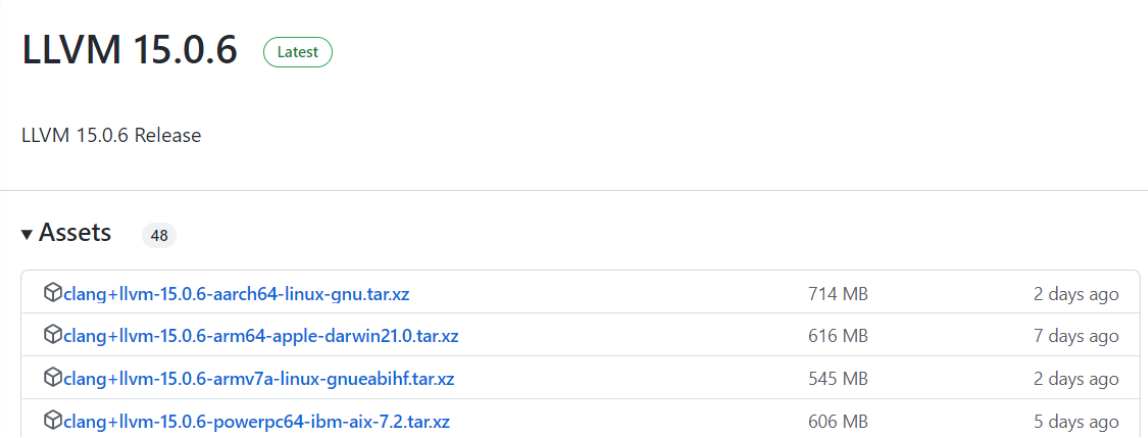 LLVM 15.0.6 Latest
LLVM 15.0.6 Release
Assets 48
clang+llvm-15.0.6-aarch64-linux-gnu.tar.xz 714 MB 2 days ago
clang+llvm-15.0.6-arm64-apple-darwin21.0.tar.xz 616 MB 7 days ago
clang+llvm-15.0.6-armv7a-linux-gnueabihf.tar.xz 545 MB 2 days ago
clang+llvm-15.0.6-powerpc64-ibm-aix-7.2.tar.xz 606 MB 5 days ago